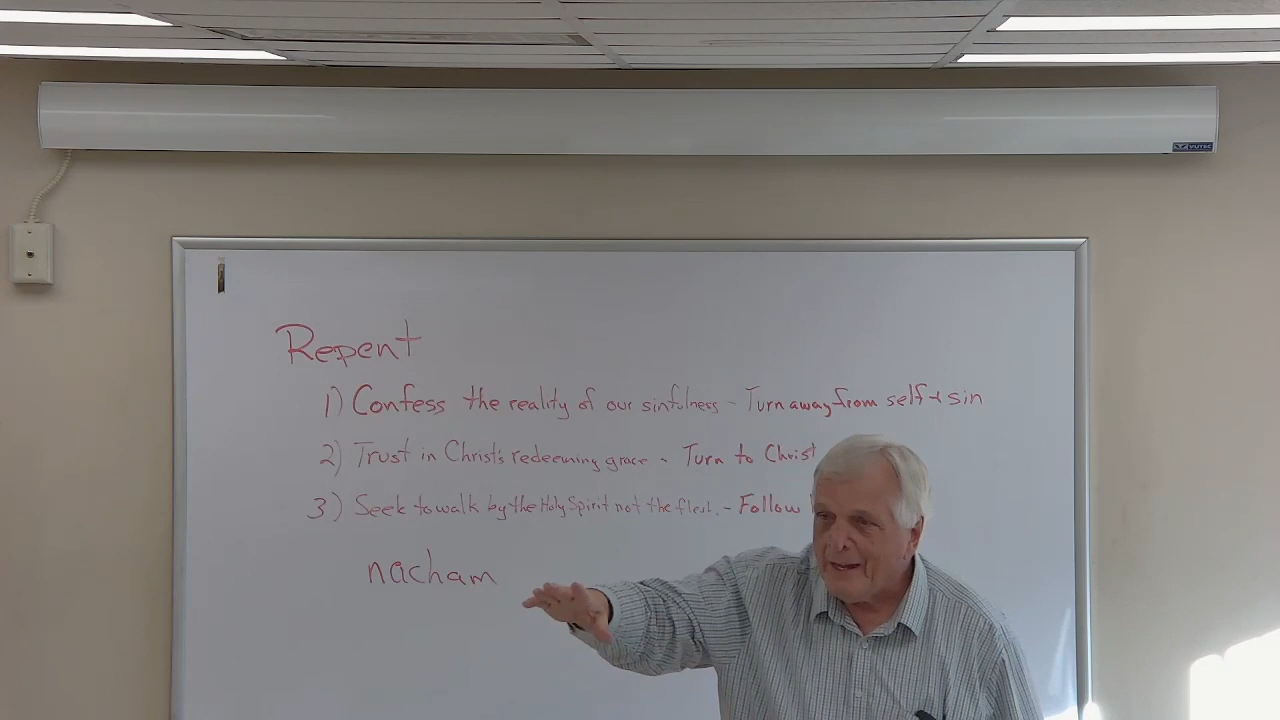 VUTEC
Repent
1) Confess the reality of our sinfulness - Turn away from self + sin
2) Trust in Christ's redeeming grace - Turn to Christ
3) Seek to walk by the Holy Spirit not the flesh. - Follow
nacham